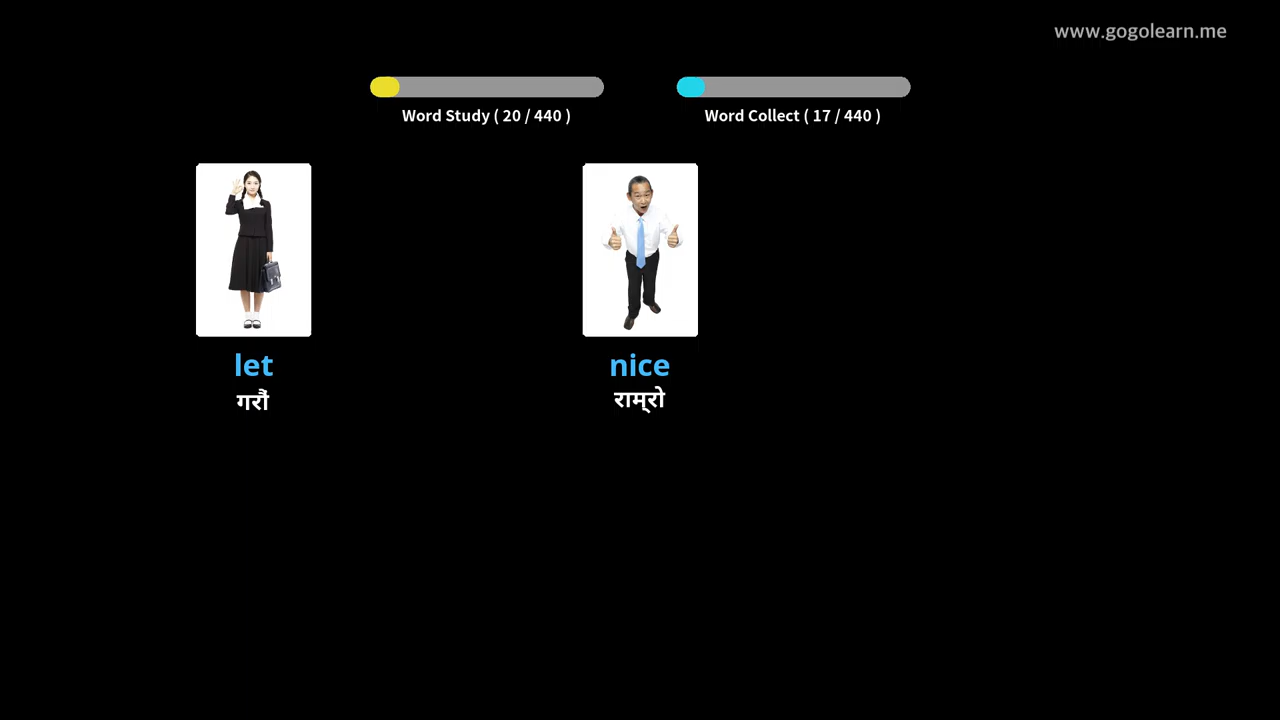 www.gogolearn.me
Word Study ( 20 / 440 )
Word Collect ( 17 / 440 )
let
nice
गरौं
राम्रो